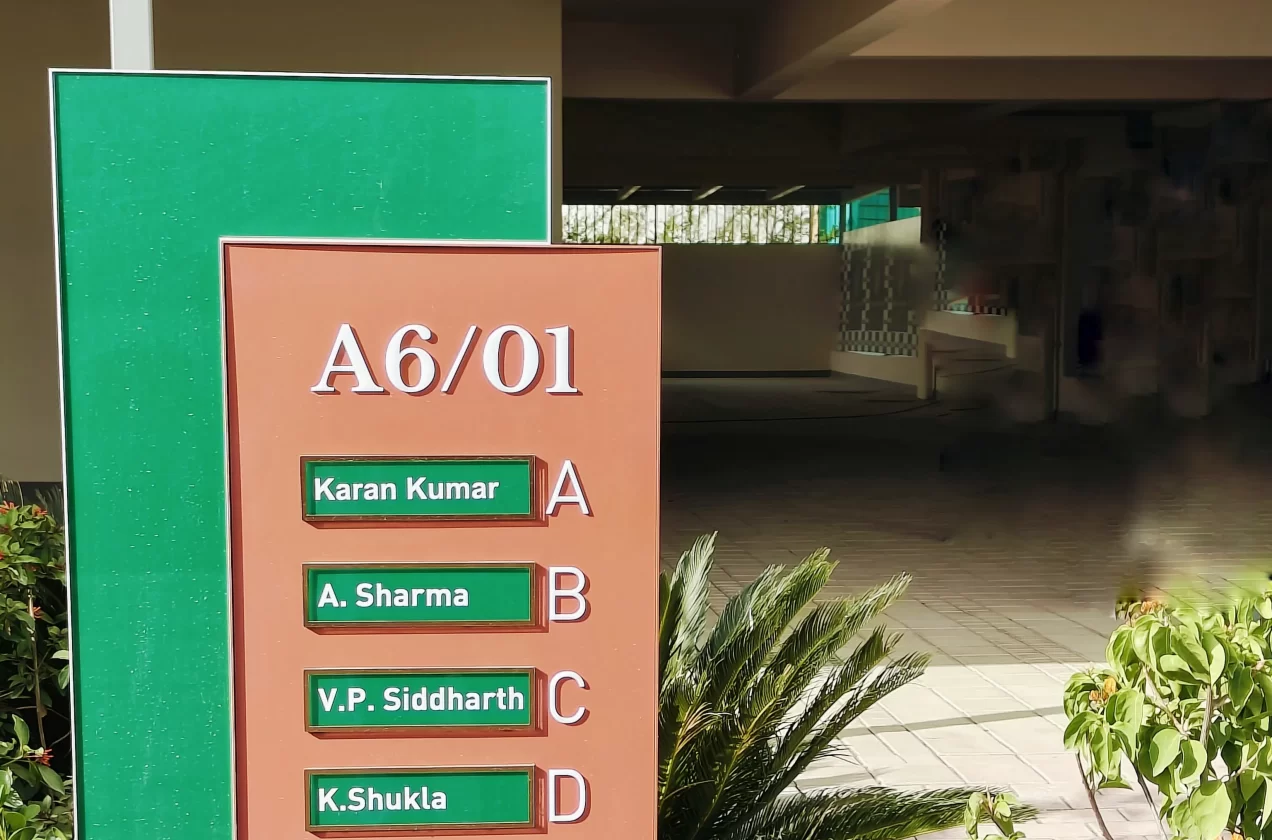 A6/01
Karan Kumar A
A. Sharma B
V.P. Siddharth C
K.Shukla D